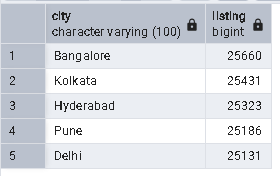 city listing
character varying (100) bigint
1 Bangalore 25660
2 Kolkata 25431
3 Hyderabad 25323
4 Pune 25186
5 Delhi 25131